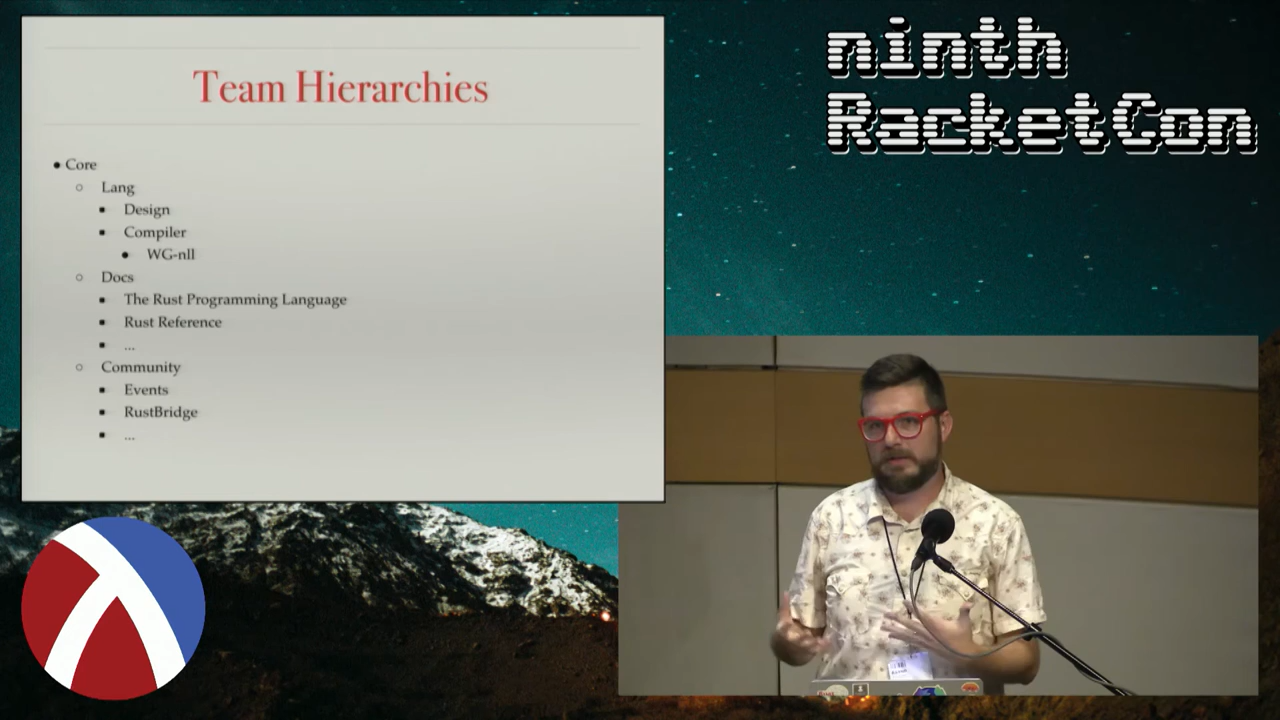 Team Hierarchies
Core
Lang
Design
Compiler
WG-nll
Docs
The Rust Programming Language
Rust Reference
...
Community
Events
RustBridge
...
ninth
RacketCon